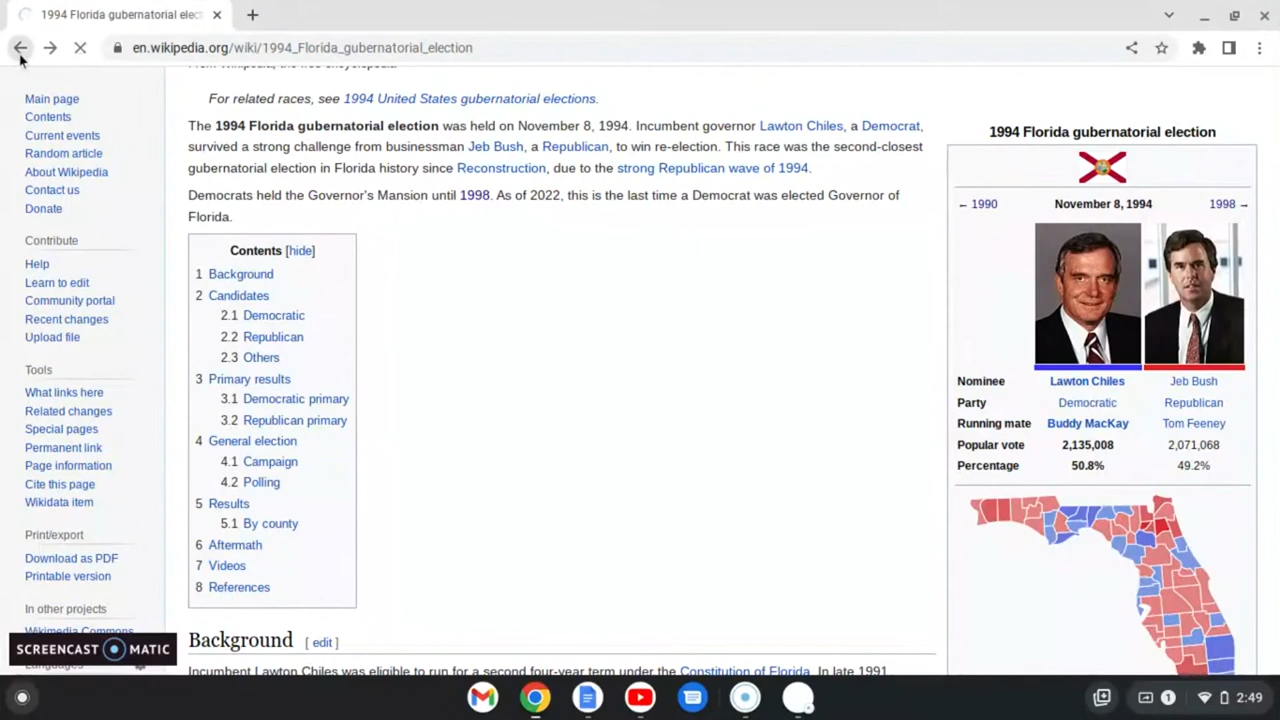 1994 Florida gubernatorial elec
en.wikipedia.org/wiki/1994_Florida_gubernatorial_election
Main page
Contents
Current events
Random article
About Wikipedia
Contact us
Donate
Contribute
Help
Learn to edit
Community portal
Recent changes
Upload file
Tools
What links here
Related changes
Special pages
Permanent link
Page information
Cite this page
Wikidata item
Print/export
Download as PDF
Printable version
In other projects
Wikimedia Commons
Languages
SCREENCAST MATIC
From Wikipedia, the free encyclopedia
For related races, see 1994 United States gubernatorial elections.
The 1994 Florida gubernatorial election was held on November 8, 1994. Incumbent governor Lawton Chiles, a Democrat,
survived a strong challenge from businessman Jeb Bush, a Republican, to win re-election. This race was the second-closest
gubernatorial election in Florida history since Reconstruction, due to the strong Republican wave of 1994.
Democrats held the Governor's Mansion until 1998. As of 2022, this is the last time a Democrat was elected Governor of
Florida.
Contents [hide]
1 Background
2 Candidates
2.1 Democratic
2.2 Republican
2.3 Others
3 Primary results
3.1 Democratic primary
3.2 Republican primary
4 General election
4.1 Campaign
4.2 Polling
5 Results
5.1 By county
6 Aftermath
7 Videos
8 References
Background [ edit ]
Incumbent Lawton Chiles was eligible to run for a second four-year term under the Constitution of Florida. In late 1991,
1994 Florida gubernatorial election
← 1990 November 8, 1994 1998 →
Nominee Lawton Chiles Jeb Bush
Party Democratic Republican
Running mate Buddy MacKay Tom Feeney
Popular vote 2,135,008 2,071,068
Percentage 50.8% 49.2%
1 2:49